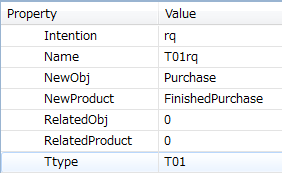 Property Value
Intention rq
Name T01rq
NewObj Purchase
NewProduct FinishedPurchase
RelatedObj 0
RelatedProduct 0
Ttype T01